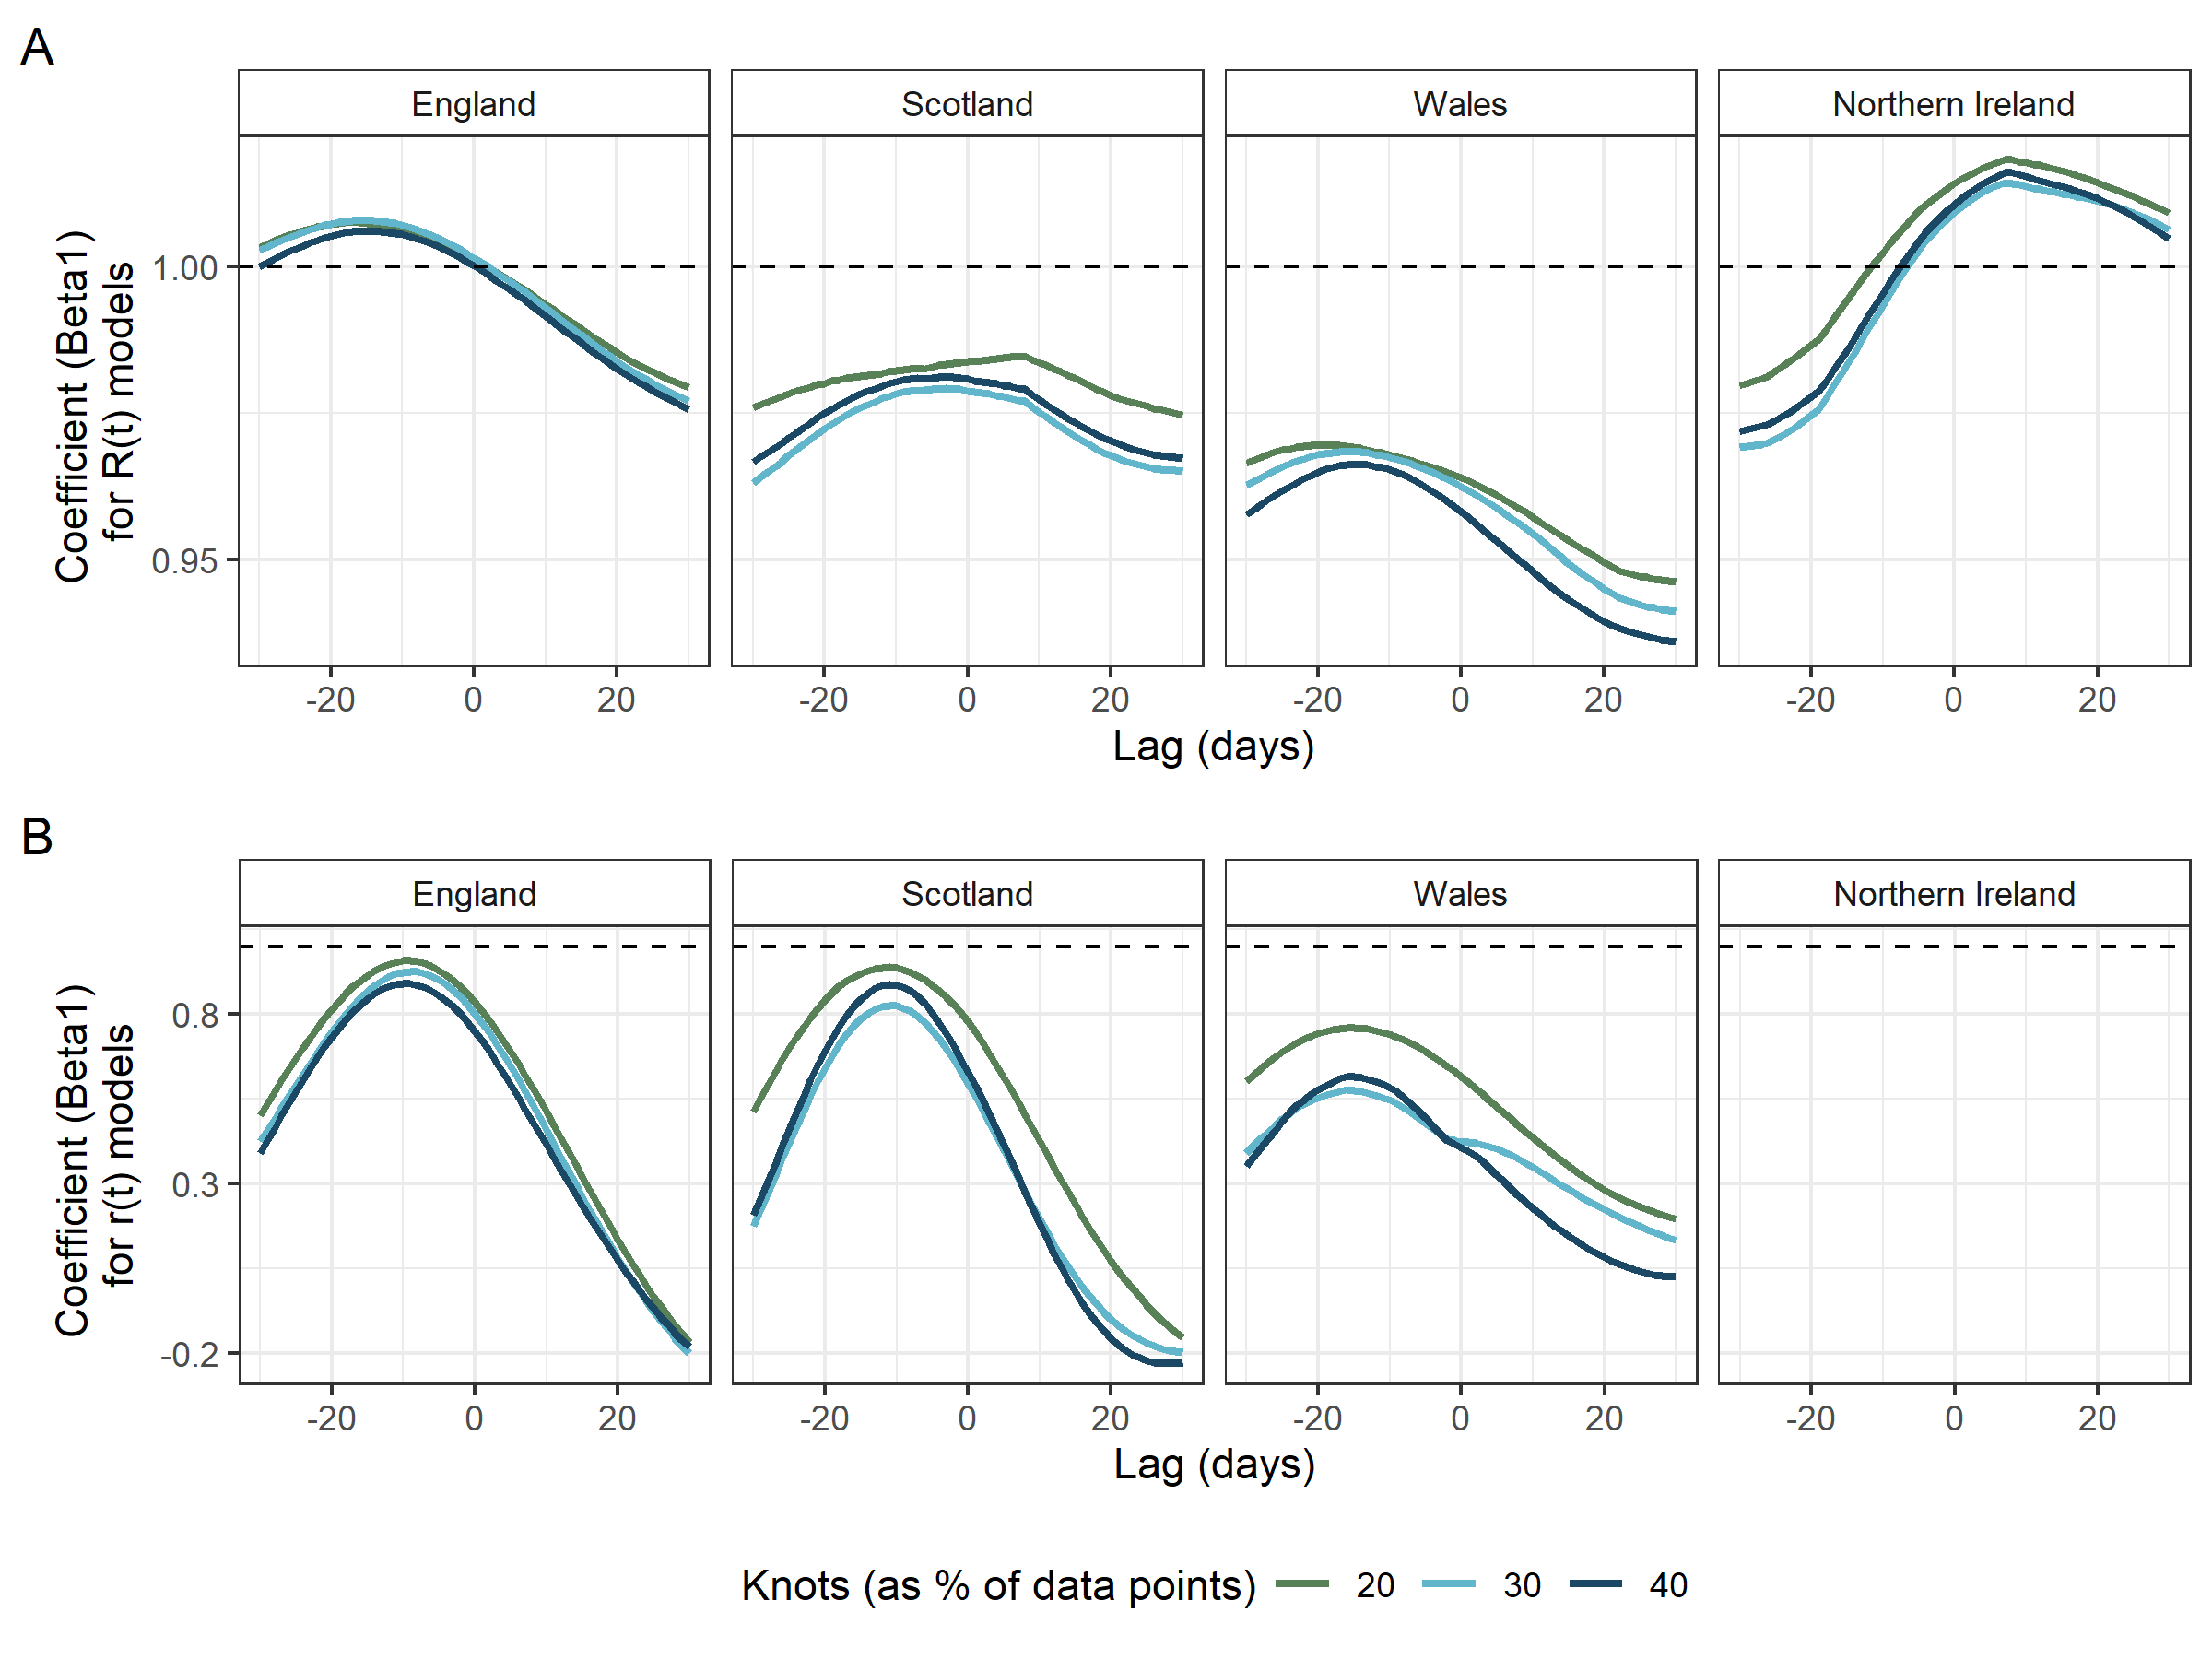 A
England Scotland Wales Northern Ireland
Coefficient (Beta1)
for R(t) models
1.00
0.95
-20 0 20 -20 0 20 -20 0 20 -20 0 20
Lag (days)
B
England Scotland Wales Northern Ireland
Coefficient (Beta1)
for r(t) models
0.8
0.3
-0.2
-20 0 20 -20 0 20 -20 0 20 -20 0 20
Lag (days)
Knots (as % of data points) 20 30 40